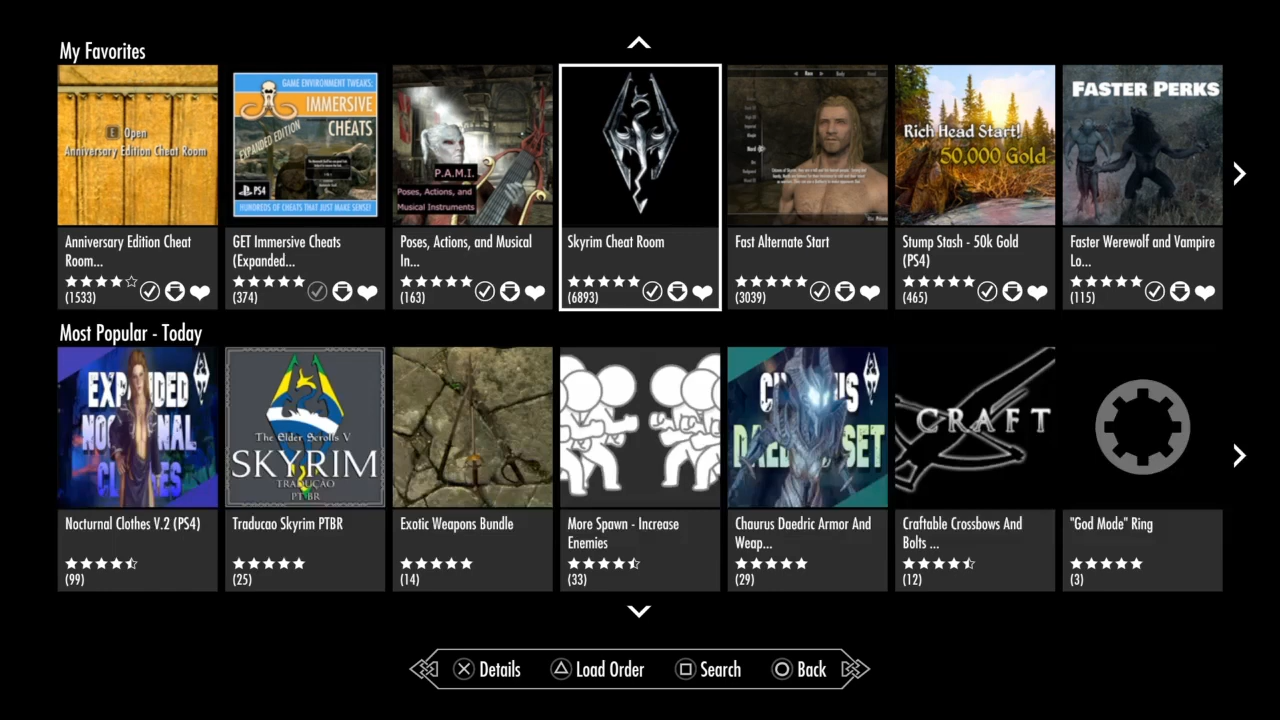 My Favorites
E Open
Anniversary Edition Cheat Room
GAME ENVIRONMENT TWEAKS:
IMMERSIVE
CHEATS
EXPANDED EDITION
PS4
HUNDREDS OF CHEATS THAT JUST MAKE SENSE!
P.A.M.I.
Poses, Actions, and
Musical Instruments
Rich Head Start!
50,000 Gold
FASTER PERKS
Anniversary Edition Cheat
Room...
(1533)
GET Immersive Cheats
(Expanded...
(374)
Poses, Actions, and Musical
In...
(163)
Skyrim Cheat Room
(6893)
Fast Alternate Start
(3039)
Stump Stash - 50k Gold
(PS4)
(465)
Faster Werewolf and Vampire
Lo...
(115)
Most Popular - Today
The Elder Scrolls V
SKYRIM
TRADUÇAO
PT BR
CRAFT
Nocturnal Clothes V.2 (PS4)
(99)
Traducao Skyrim PTBR
(25)
Exotic Weapons Bundle
(14)
More Spawn - Increase
Enemies
(33)
Chaurus Daedric Armor And
Weap...
(29)
Craftable Crossbows And
Bolts ...
(12)
"God Mode" Ring
(3)
Details
Load Order
Search
Back